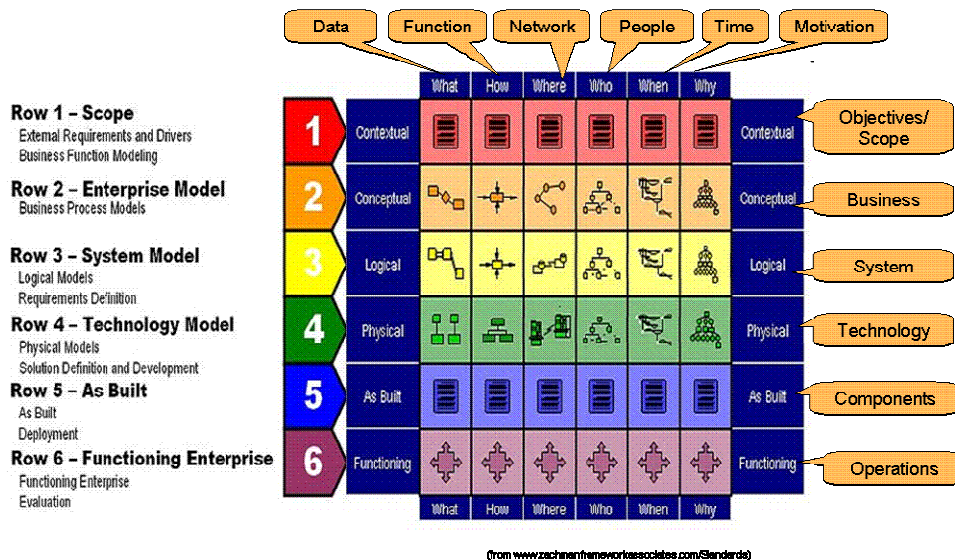 Data
Function
Network
People
Time
Motivation
What
How
Where
Who
When
Why
Row 1 – Scope
External Requirements and Drivers
Business Function Modeling
1
Contextual
Contextual
Objectives/
Scope
Row 2 – Enterprise Model
Business Process Models
2
Conceptual
Conceptual
Business
Row 3 – System Model
Logical Models
Requirements Definition
3
Logical
Logical
System
Row 4 – Technology Model
Physical Models
Solution Definition and Development
4
Physical
Physical
Technology
Row 5 – As Built
As Built
Deployment
5
As Built
As Built
Components
Row 6 – Functioning Enterprise
Functioning Enterprise
Evaluation
6
Functioning
Functioning
Operations
What
How
Where
Who
When
Why
(from www.zachmanframeworkassociates.com/Standards)